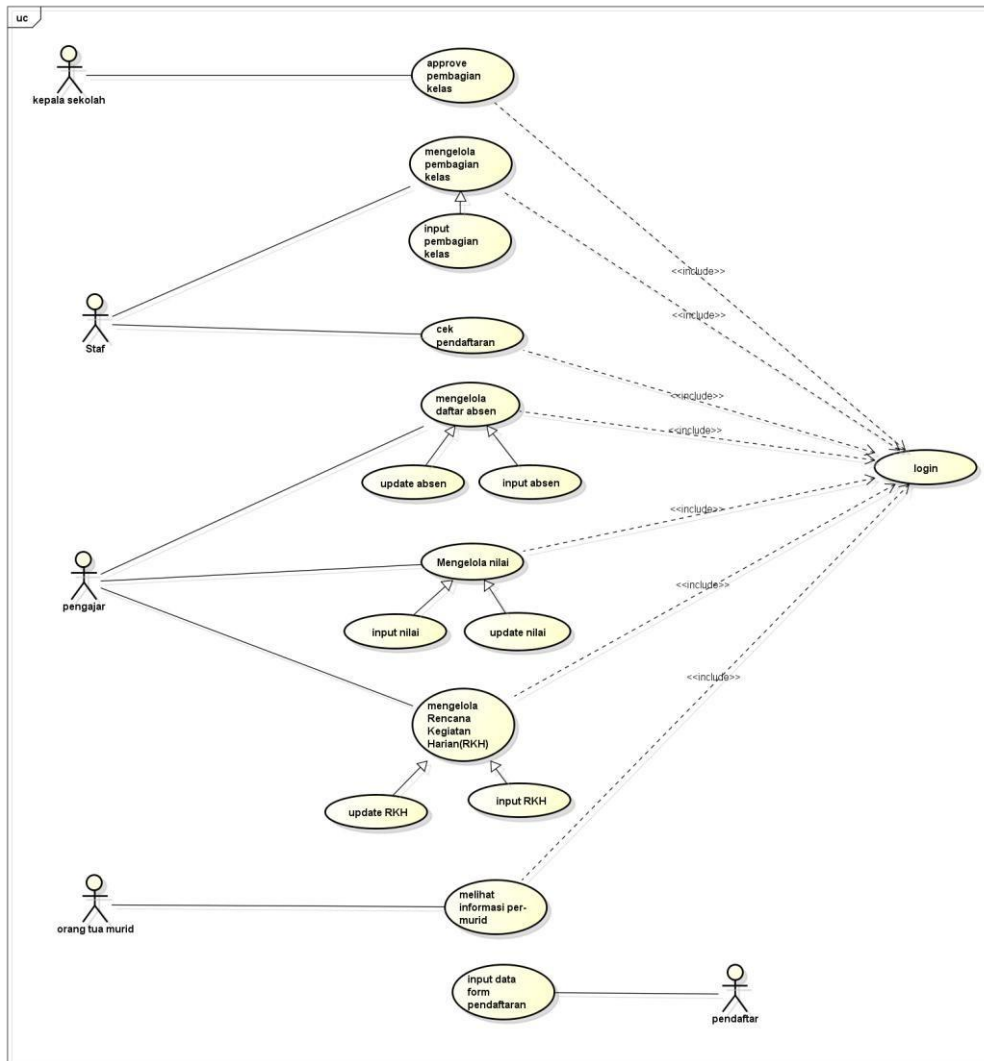 uc
approve
pembagian
kelas
kepala sekolah
mengelola
pembagian
kelas
input
pembagian
kelas
<<include>>
<<include>>
Staf
cek
pendaftaran
mengelola
daftar absen
<<include>>
<<include>>
update absen
input absen
login
<<include>>
Mengelola nilai
pengajar
<<include>>
input nilai
update nilai
mengelola
Rencana
Kegiatan
Harian(RKH)
<<include>>
update RKH
input RKH
orang tua murid
melihat
informasi per-
murid
input data
form
pendaftaran
pendaftar